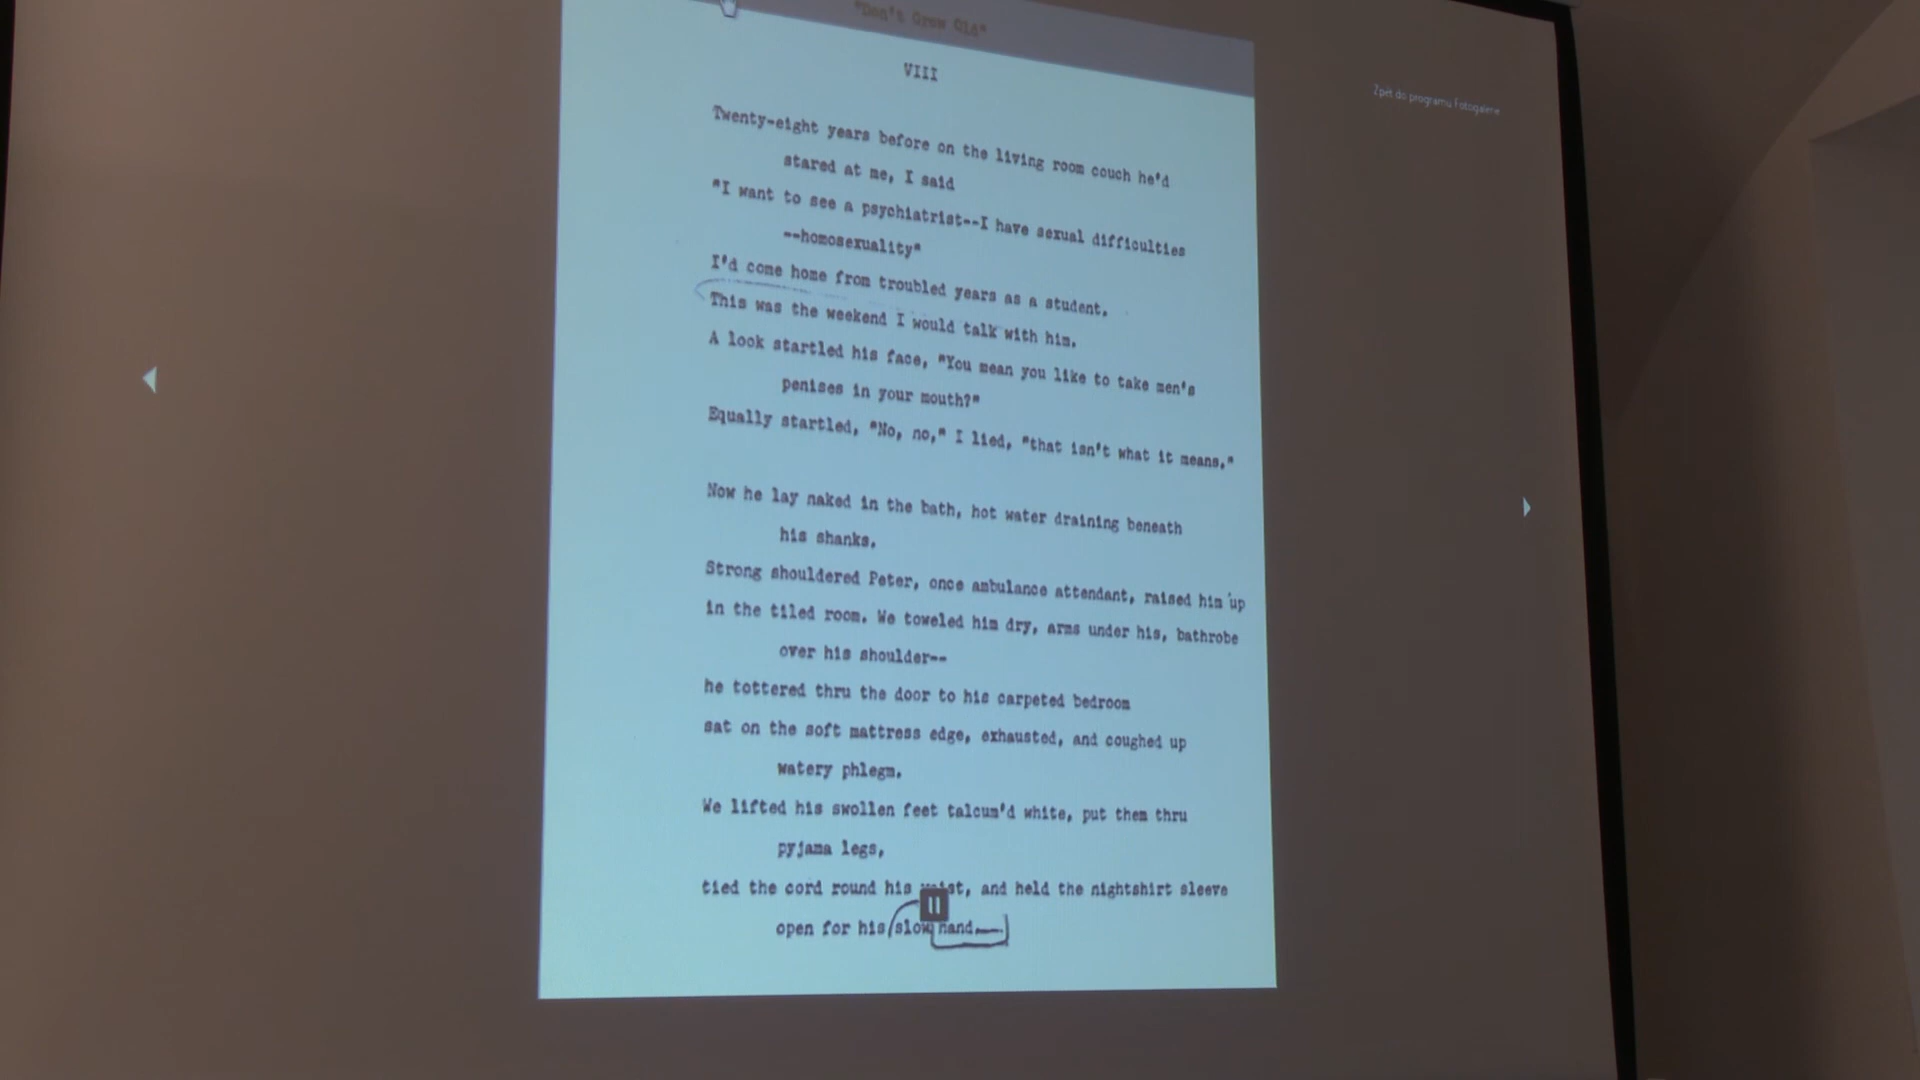 "Don't Grow Old"
VIII
Zpět do programu Fotogalerie
Twenty-eight years before on the living room couch he'd
stared at me, I said
"I want to see a psychiatrist--I have sexual difficulties
--homosexuality"
I'd come home from troubled years as a student.
This was the weekend I would talk with him.
A look startled his face, "You mean you like to take men's
penises in your mouth?"
Equally startled, "No, no," I lied, "that isn't what it means."
Now he lay naked in the bath, hot water draining beneath
his shanks.
Strong shouldered Peter, once ambulance attendant, raised him up
in the tiled room. We toweled him dry, arms under his, bathrobe
over his shoulder--
he tottered thru the door to his carpeted bedroom
sat on the soft mattress edge, exhausted, and coughed up
watery phlegm.
We lifted his swollen feet talcum'd white, put them thru
pyjama legs,
tied the cord round his waist, and held the nightshirt sleeve
open for his slow hand